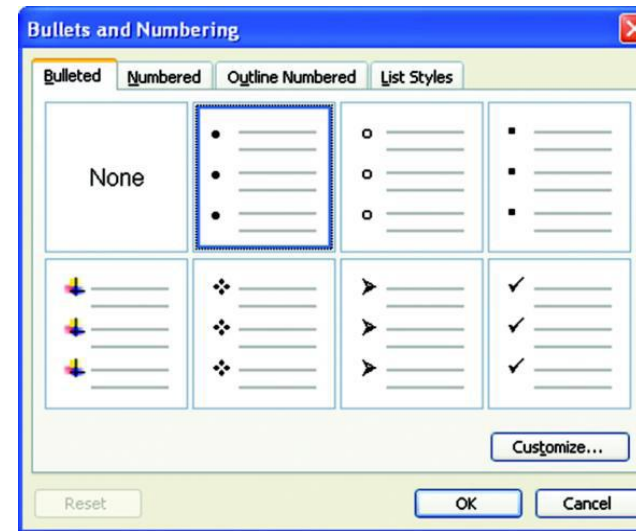 Bullets and Numbering
Bulleted Numbered Outline Numbered List Styles
None
Customize...
Reset OK Cancel